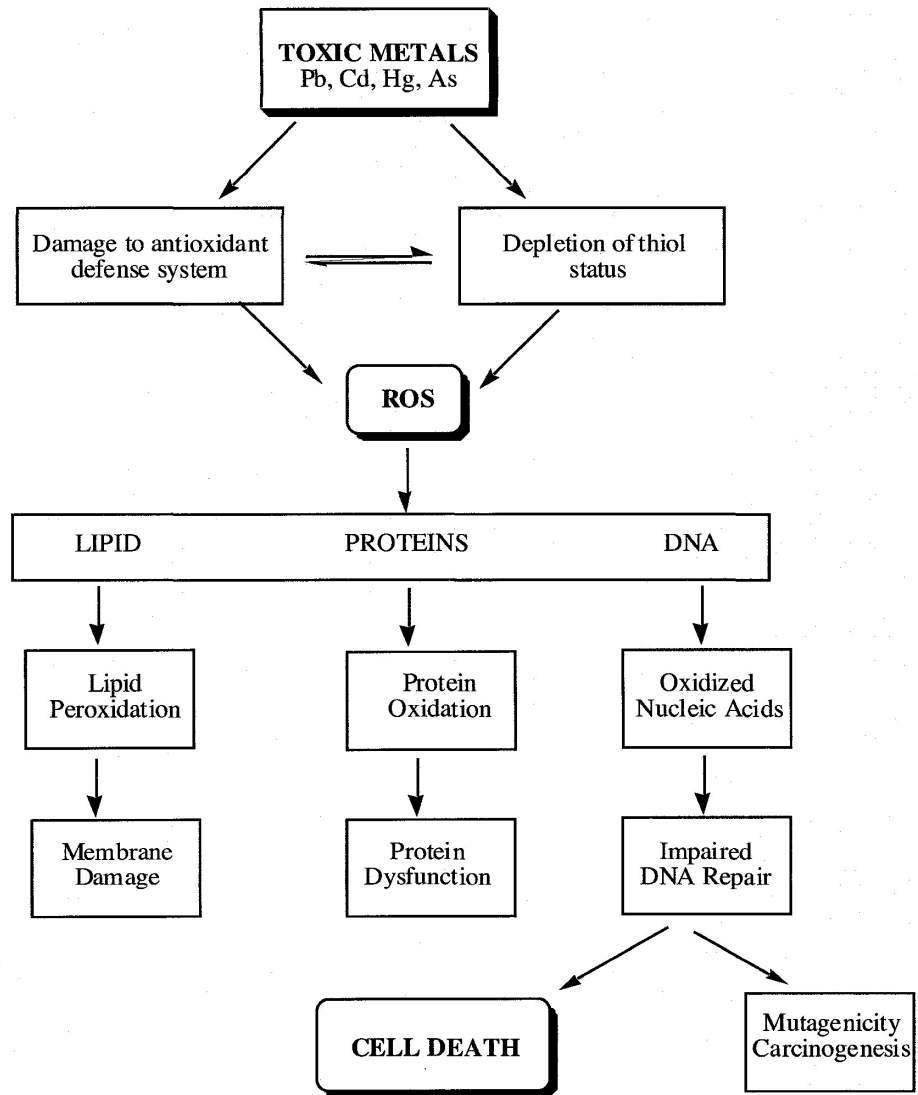 TOXIC METALS
Pb, Cd, Hg, As
Damage to antioxidant
defense system
Depletion of thiol
status
ROS
LIPID PROTEINS DNA
Lipid
Peroxidation
Protein
Oxidation
Oxidized
Nucleic Acids
Membrane
Damage
Protein
Dysfunction
Impaired
DNA Repair
CELL DEATH
Mutagenicity
Carcinogenesis